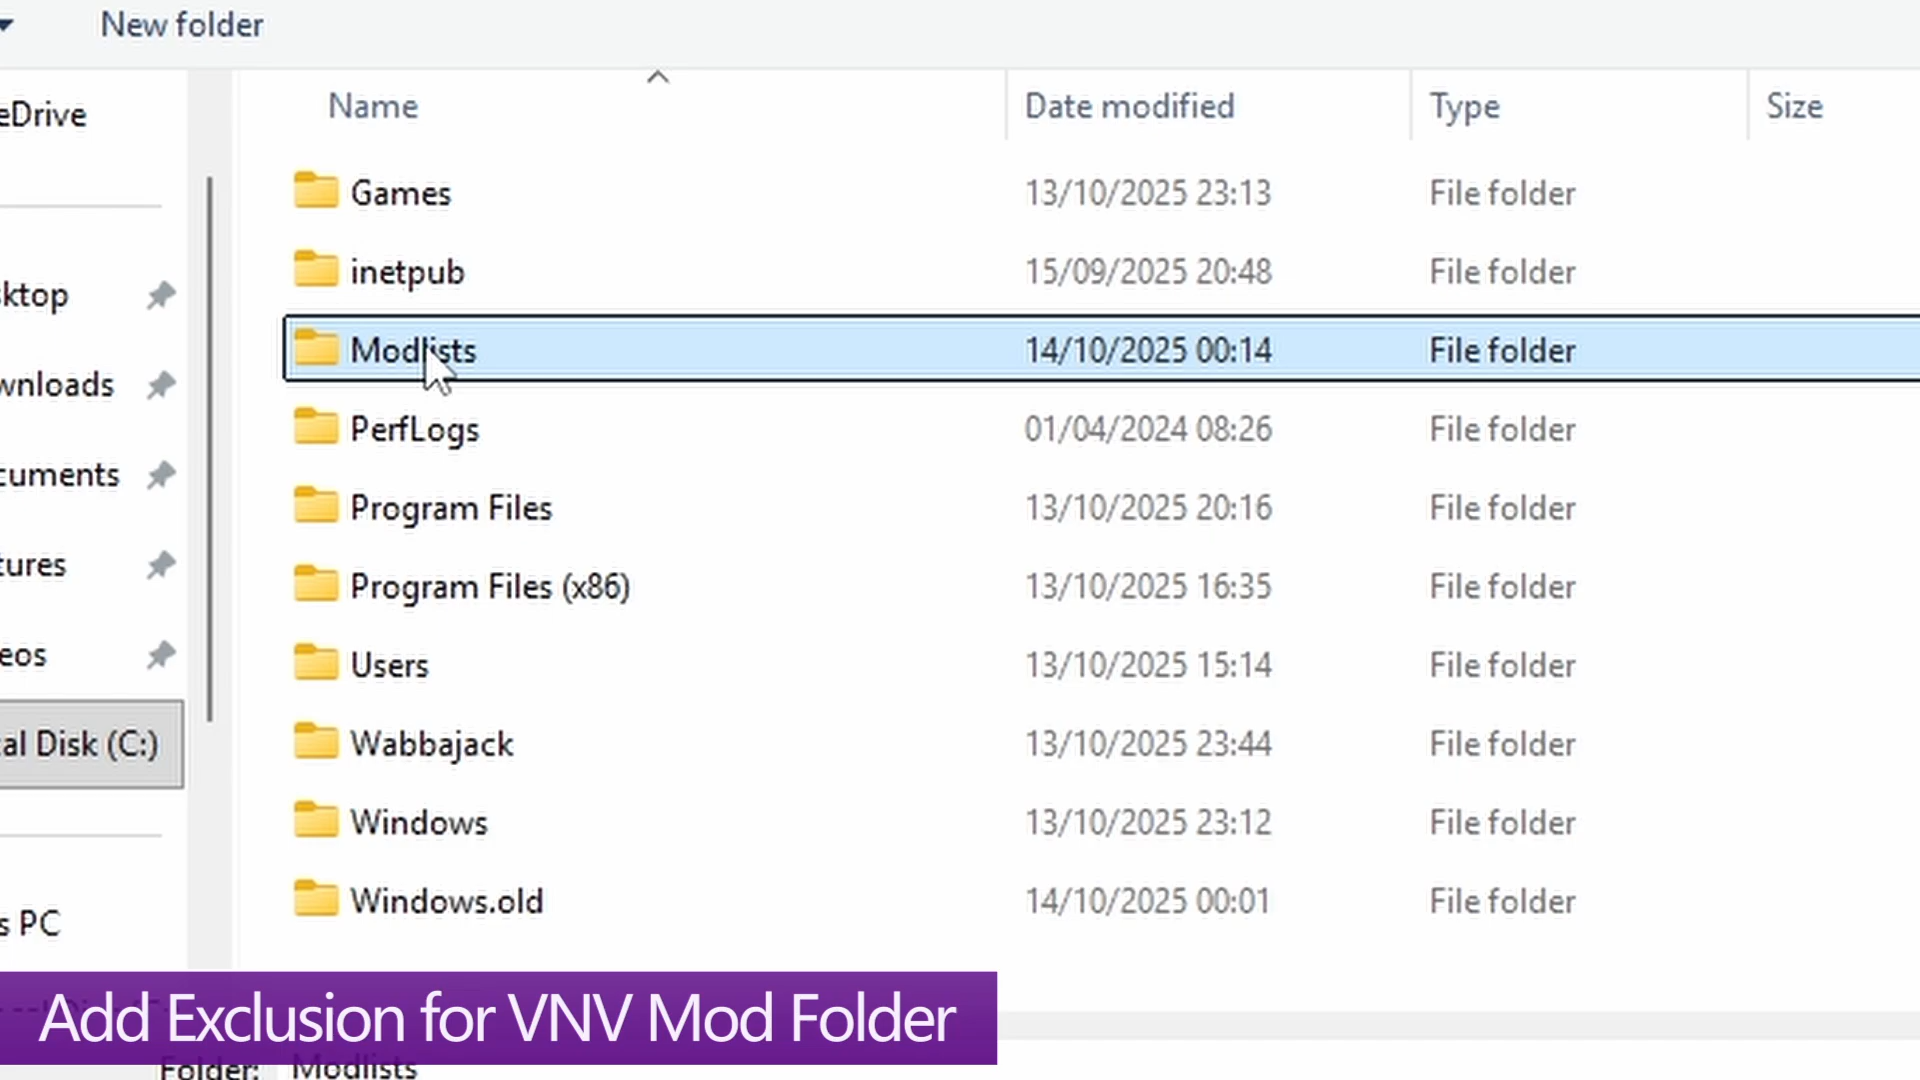 New folder
Name Date modified Type Size
eDrive
Games 13/10/2025 23:13 File folder
inetpub 15/09/2025 20:48 File folder
sktop
Modlists 14/10/2025 00:14 File folder
wnloads
PerfLogs 01/04/2024 08:26 File folder
cuments
Program Files 13/10/2025 20:16 File folder
tures
Program Files (x86) 13/10/2025 16:35 File folder
eos
Users 13/10/2025 15:14 File folder
cal Disk (C:)
Wabbajack 13/10/2025 23:44 File folder
Windows 13/10/2025 23:12 File folder
Windows.old 14/10/2025 00:01 File folder
s PC
Add Exclusion for VNV Mod Folder
Folder: Modlists